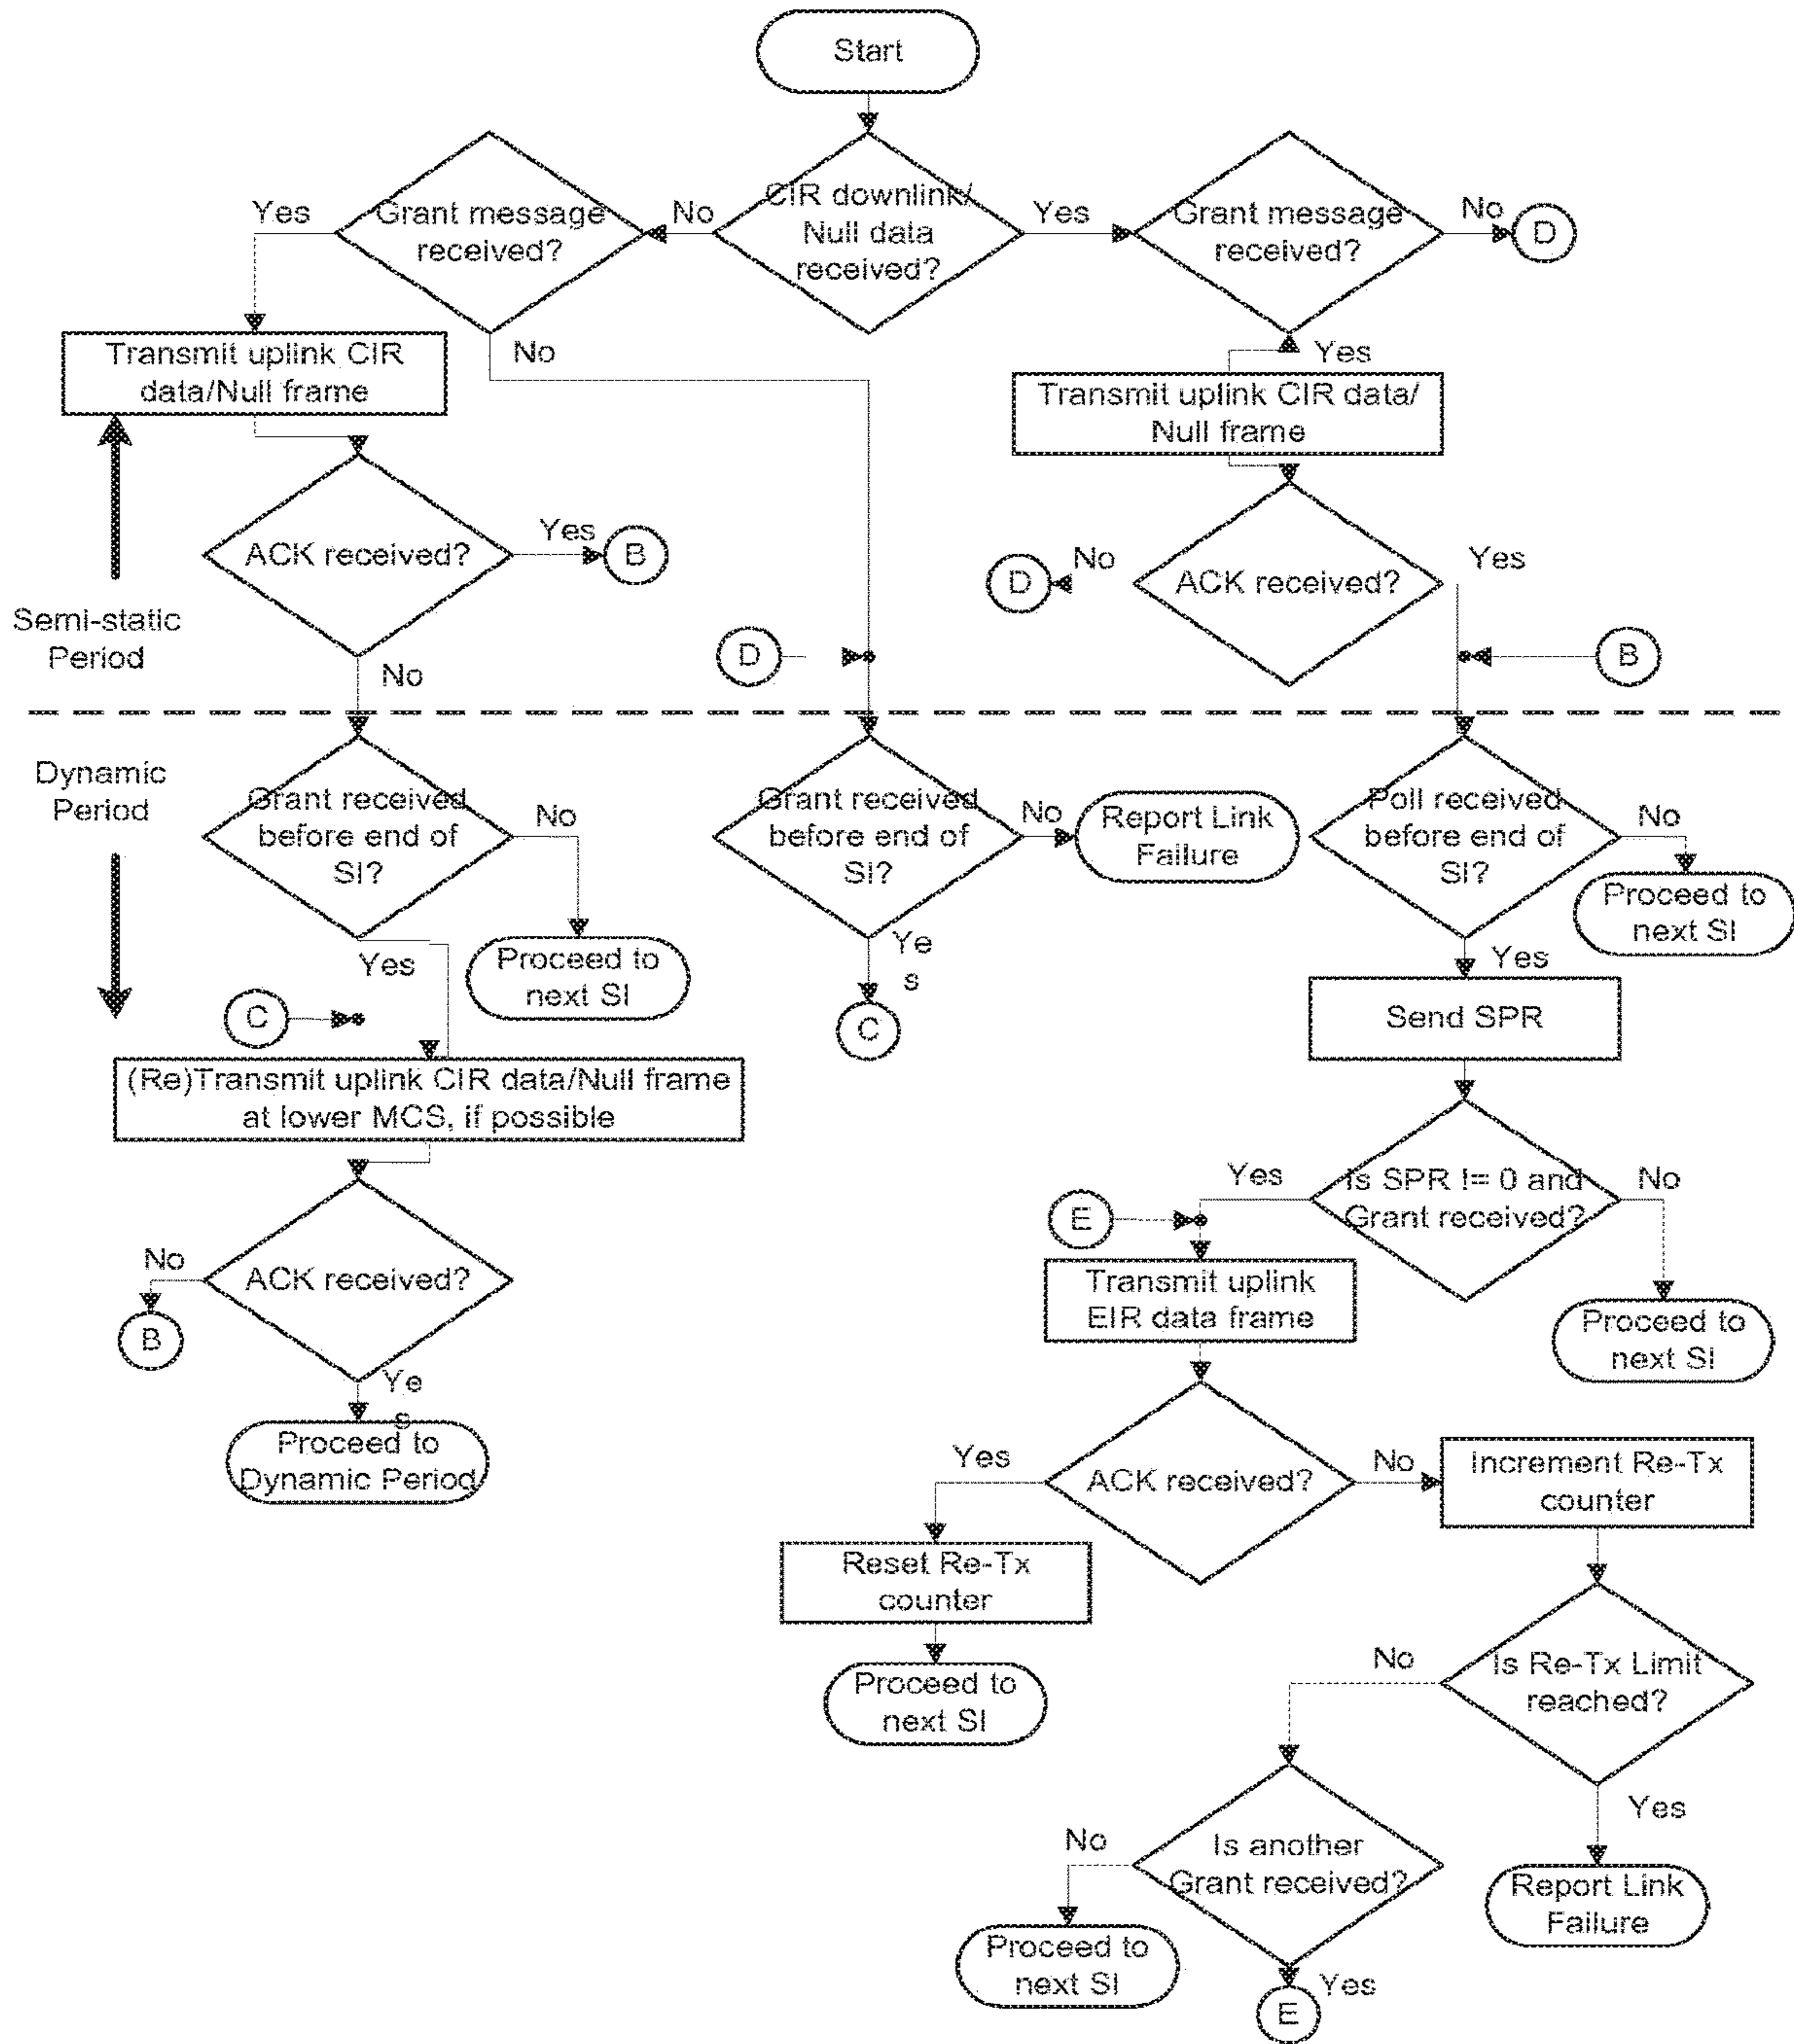 Start
CIR downlink/
Null data
received?
No
Yes
Grant message
received?
Yes
No
Grant message
received?
No
D
Yes
Transmit uplink CIR
data/Null frame
Transmit uplink CIR data/
Null frame
ACK received?
Yes
B
No
ACK received?
No
D
Yes
Semi-static
Period
D
B
Dynamic
Period
Grant received
before end of
SI?
No
Proceed to
next SI
Yes
Grant received
before end of
SI?
No
Report Link
Failure
Ye
s
C
Poll received
before end of
SI?
No
Proceed to
next SI
Yes
Send SPR
C
(Re)Transmit uplink CIR data/Null frame
at lower MCS, if possible
ACK received?
No
B
Ye
s
Proceed to
Dynamic Period
Is SPR != 0 and
Grant received?
Yes
No
Proceed to
next SI
E
Transmit uplink
EIR data frame
ACK received?
Yes
No
Reset Re-Tx
counter
Proceed to
next SI
Increment Re-Tx
counter
Is Re-Tx Limit
reached?
No
Yes
Report Link
Failure
Is another
Grant received?
No
Proceed to
next SI
Yes
E